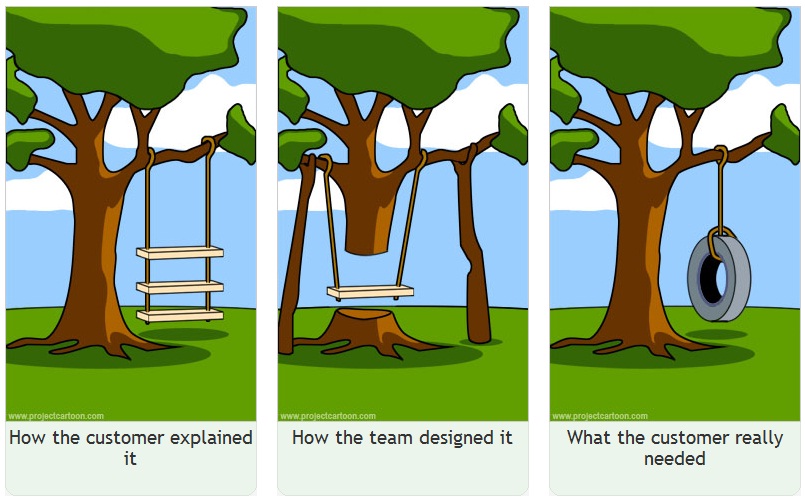 www.projectcartoon.com
www.projectcartoon.com
www.projectcartoon.com
How the customer explained
it
How the team designed it
What the customer really
needed